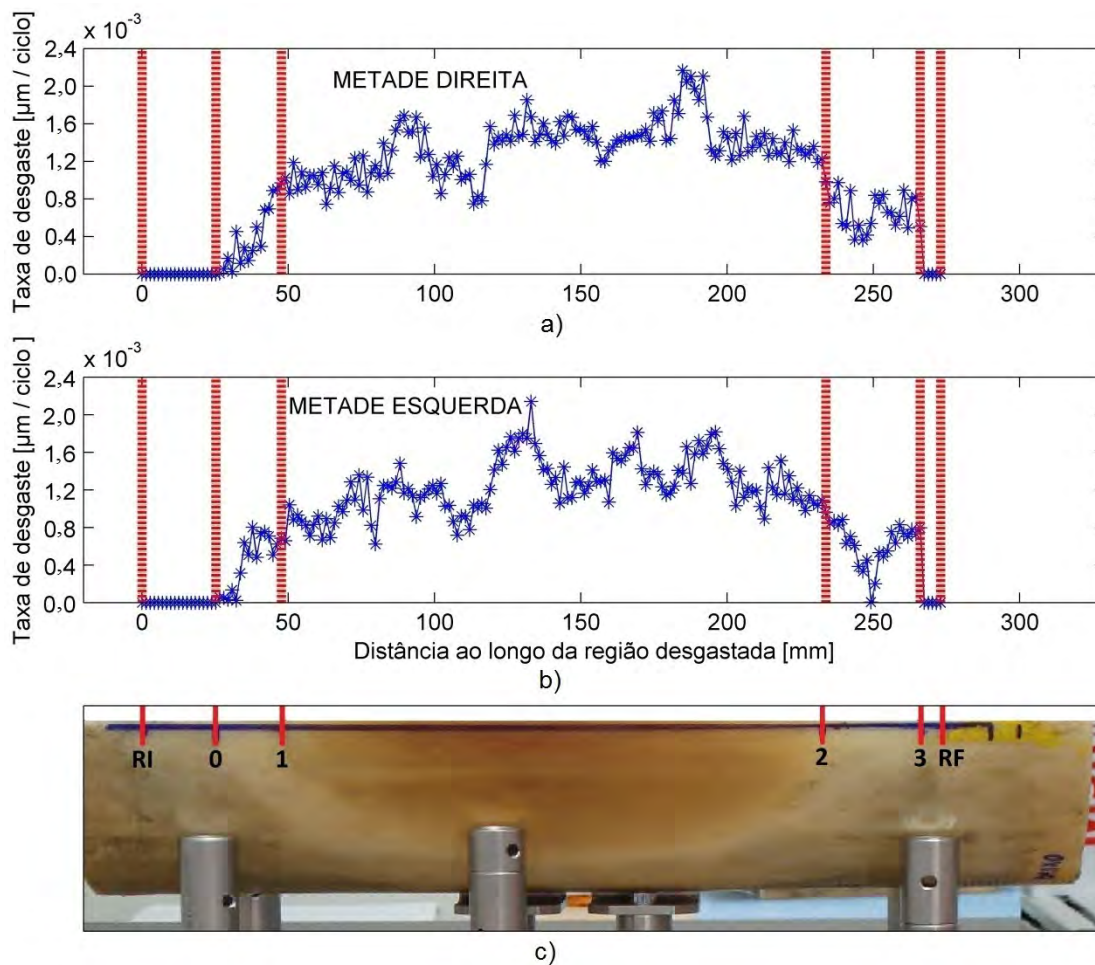 x 10⁻³
Taxa de desgaste [µm / ciclo]
2,4
2,0
1,6
1,2
0,8
0,4
0,0
METADE DIREITA
0 50 100 150 200 250 300
a)
x 10⁻³
Taxa de desgaste [µm / ciclo ]
2,4
2,0
1,6
1,2
0,8
0,4
0.0
METADE ESQUERDA
0 50 100 150 200 250 300
Distância ao longo da região desgastada [mm]
b)
RI 0 1 2 3 RF
c)